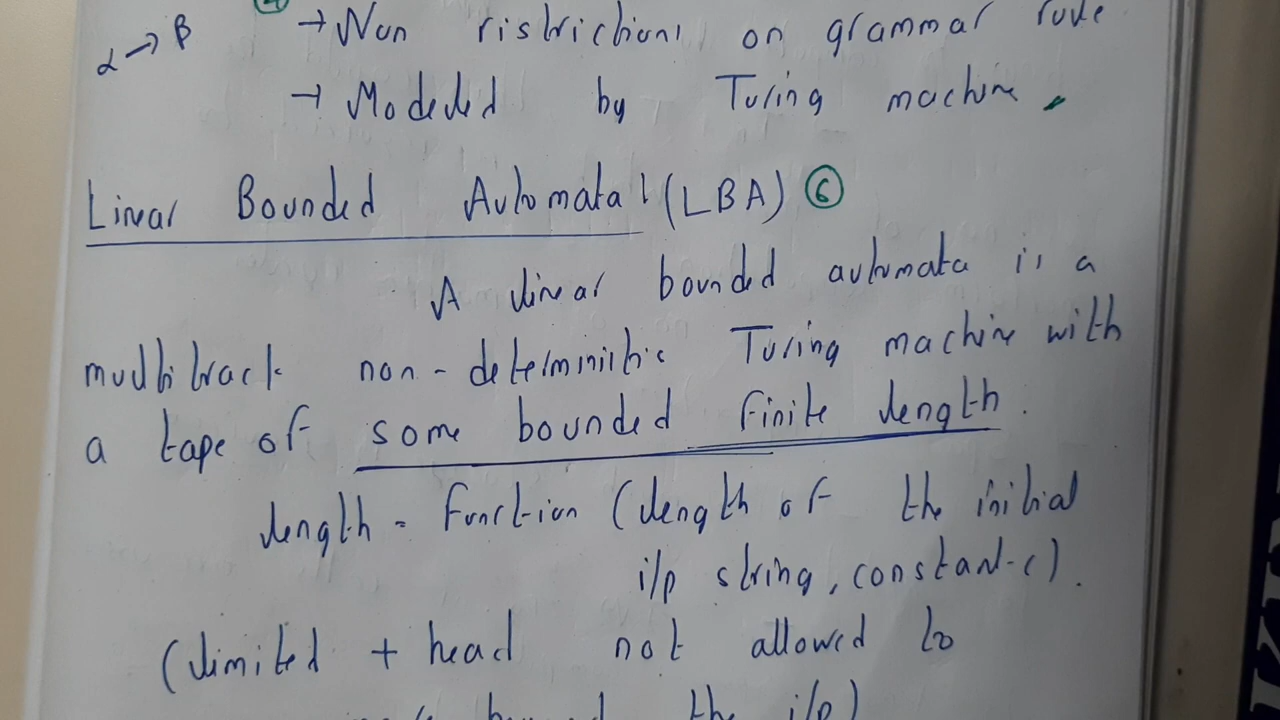 α → β → Non ristrictions on grammar rule
→ Modeled by Turing machine
Linear Bounded Automata: (LBA) 6
A linear bounded automata is a
multitrack non-deterministic Turing machine with
a tape of some bounded finite length.
length = Function (length of the initial
i/p string, constant-c).
(limited + head not allowed to
the i/p)